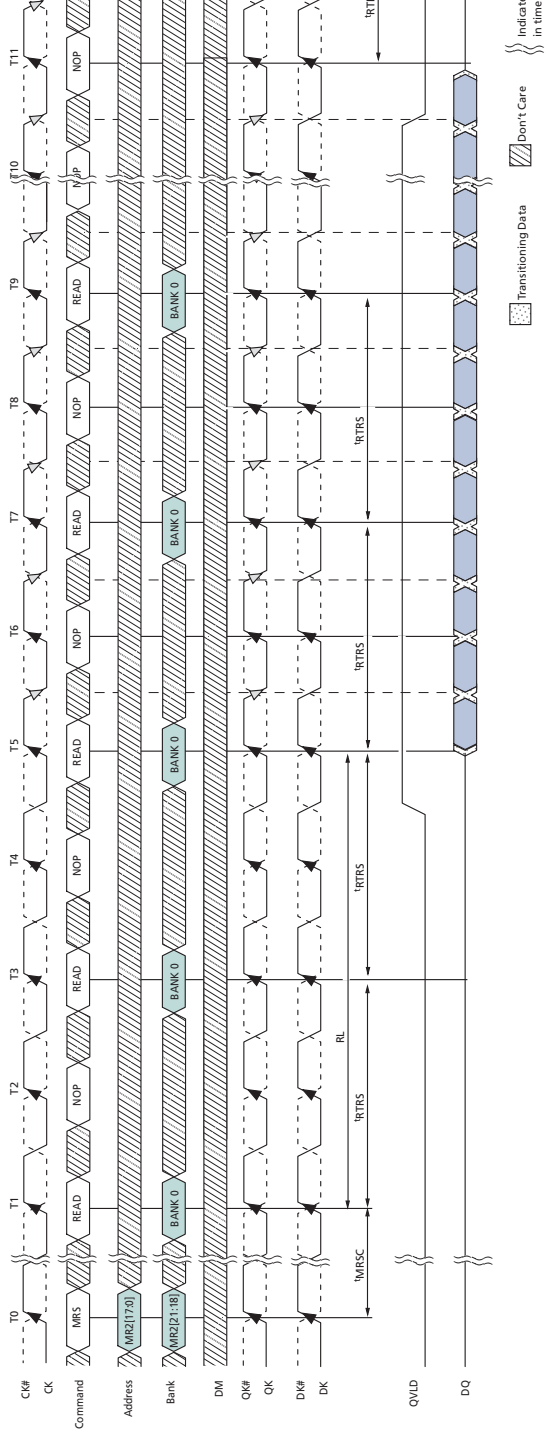 T0 T1 T2 T3 T4 T5 T6 T7 T8 T9 T10 T11
CK#
CK
Command MRS READ NOP READ NOP READ NOP READ NOP READ NOP NOP
Address MR2[17:0]
Bank MR2[21:18] BANK 0 BANK 0 BANK 0 BANK 0 BANK 0
DM
QK#
QK
DK#
DK
RL
tMRSC tRTRS tRTRS tRTRS tRTRS
QVLD
DQ
Transitioning Data Don't Care
in time